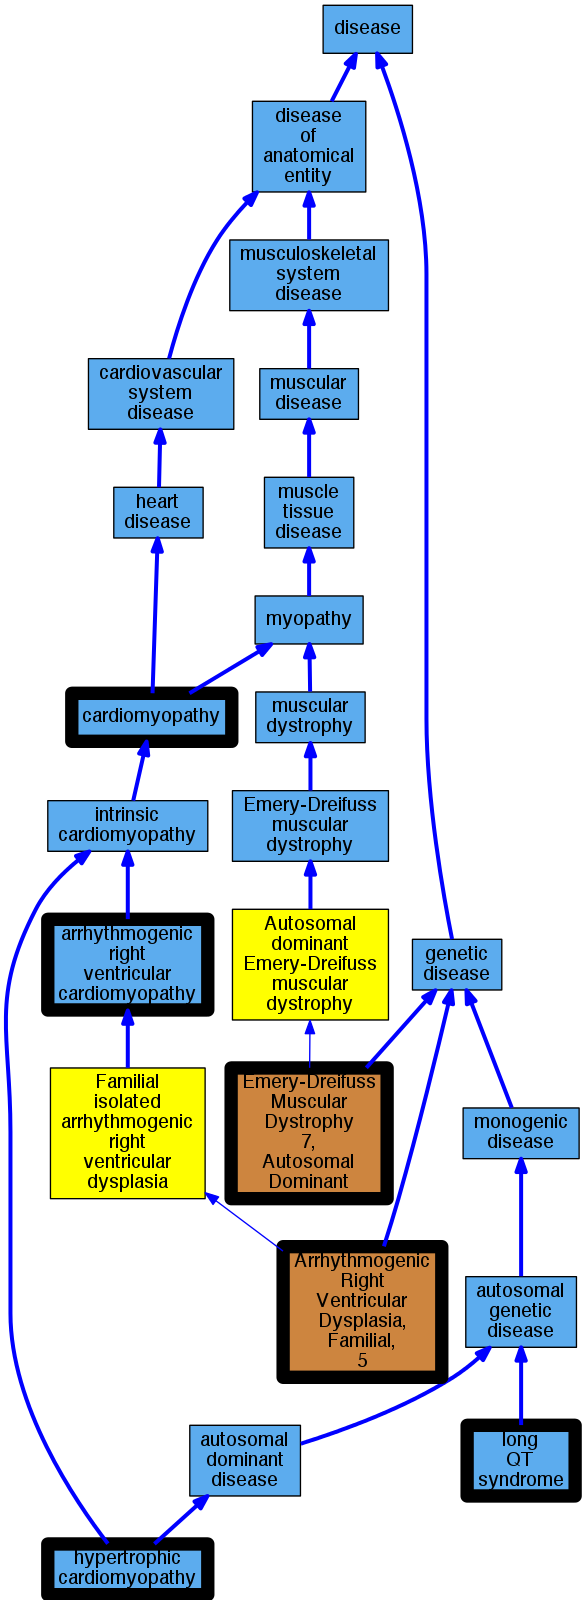 disease
disease
of
anatomical
entity
musculoskeletal
system
disease
cardiovascular
system
disease
muscular
disease
heart
disease
muscle
tissue
disease
myopathy
cardiomyopathy
muscular
dystrophy
intrinsic
cardiomyopathy
Emery-Dreifuss
muscular
dystrophy
arrhythmogenic
right
ventricular
cardiomyopathy
Autosomal
dominant
Emery-Dreifuss
muscular
dystrophy
genetic
disease
Familial
isolated
arrhythmogenic
right
ventricular
dysplasia
Emery-Dreifuss
Muscular
Dystrophy
7,
Autosomal
Dominant
monogenic
disease
Arrhythmogenic
Right
Ventricular
Dysplasia,
Familial,
5
autosomal
genetic
disease
autosomal
dominant
disease
long
QT
syndrome
hypertrophic
cardiomyopathy